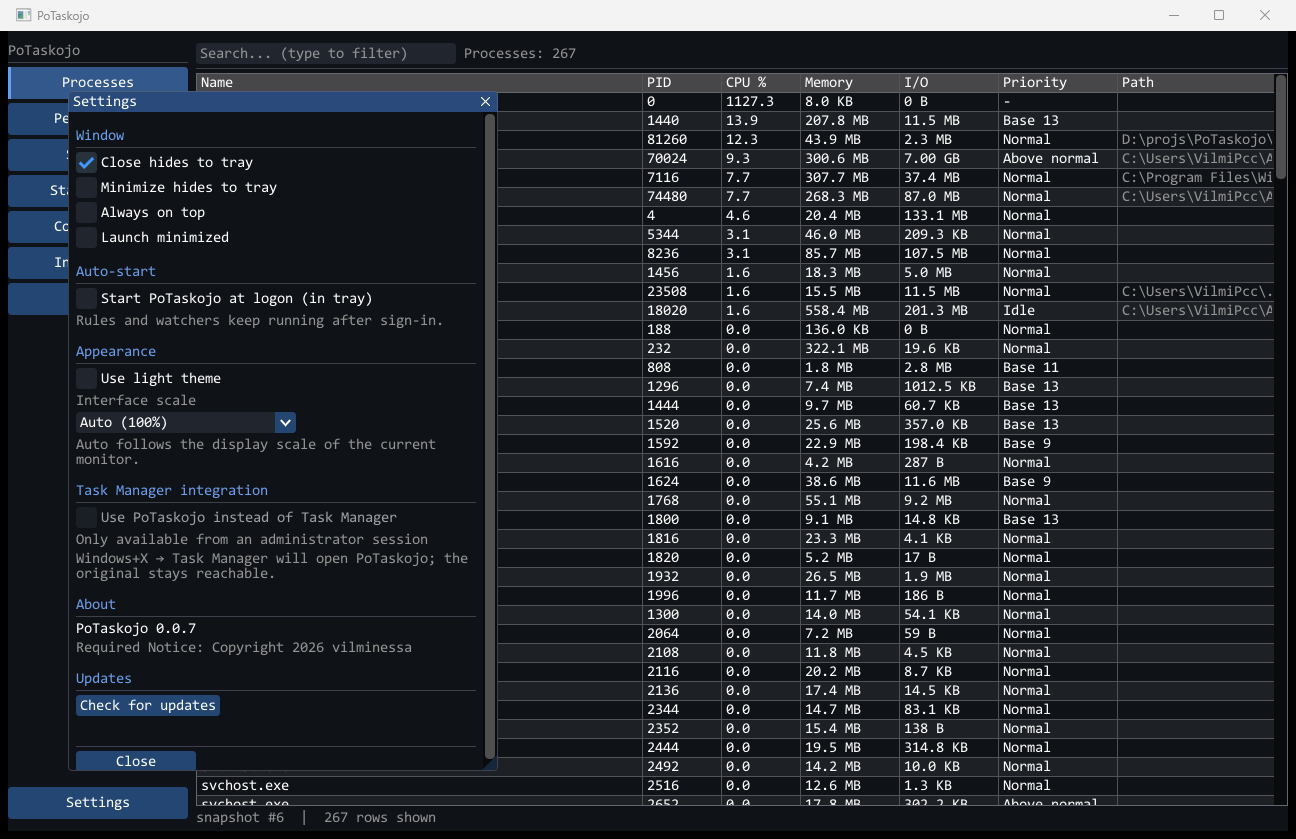 PoTaskojo
PoTaskojo
Search... (type to filter) Processes: 267
Processes
Settings
Window
Close hides to tray
Minimize hides to tray
Always on top
Launch minimized
Auto-start
Start PoTaskojo at logon (in tray)
Rules and watchers keep running after sign-in.
Appearance
Use light theme
Interface scale
Auto (100%)
Auto follows the display scale of the current
monitor.
Task Manager integration
Use PoTaskojo instead of Task Manager
Only available from an administrator session
Windows+X → Task Manager will open PoTaskojo; the
original stays reachable.
About
PoTaskojo 0.0.7
Required Notice: Copyright 2026 vilminessa
Updates
Check for updates
Close
Settings
Name PID CPU % Memory I/O Priority Path
0 1127.3 8.0 KB 0 B -
1440 13.9 207.8 MB 11.5 MB Base 13
81260 12.3 43.9 MB 2.3 MB Normal D:\projs\PoTaskojo\
70024 9.3 300.6 MB 7.00 GB Above normal C:\Users\VilmiPcc\A
7116 7.7 307.7 MB 37.4 MB Normal C:\Program Files\Wi
74480 7.7 268.3 MB 87.0 MB Normal C:\Users\VilmiPcc\A
4 4.6 20.4 MB 133.1 MB Normal
5344 3.1 46.0 MB 209.3 KB Normal
8236 3.1 85.7 MB 107.5 MB Normal
1456 1.6 18.3 MB 5.0 MB Normal
23508 1.6 15.5 MB 11.5 MB Normal C:\Users\VilmiPcc\.
18020 1.6 558.4 MB 201.3 MB Idle C:\Users\VilmiPcc\A
188 0.0 136.0 KB 0 B Normal
232 0.0 322.1 MB 19.6 KB Normal
808 0.0 1.8 MB 2.8 MB Base 11
1296 0.0 7.4 MB 1012.5 KB Base 13
1444 0.0 9.7 MB 60.7 KB Base 13
1520 0.0 25.6 MB 357.0 KB Base 13
1592 0.0 22.9 MB 198.4 KB Base 9
1616 0.0 4.2 MB 287 B Normal
1624 0.0 38.6 MB 11.6 MB Base 9
1768 0.0 55.1 MB 9.2 MB Normal
1800 0.0 9.1 MB 14.8 KB Base 13
1816 0.0 23.3 MB 4.1 KB Normal
1820 0.0 5.2 MB 17 B Normal
1932 0.0 26.5 MB 1.9 MB Normal
1996 0.0 11.7 MB 186 B Normal
1300 0.0 14.0 MB 54.1 KB Normal
2064 0.0 7.2 MB 59 B Normal
2108 0.0 11.8 MB 4.5 KB Normal
2116 0.0 20.2 MB 8.7 KB Normal
2136 0.0 17.4 MB 14.5 KB Normal
2344 0.0 14.7 MB 83.1 KB Normal
2352 0.0 15.4 MB 138 B Normal
2444 0.0 19.5 MB 314.8 KB Normal
2492 0.0 14.2 MB 10.0 KB Normal
svchost.exe 2516 0.0 12.6 MB 1.3 KB Normal
svchost.exe 2652 0.0 17.8 MB 302.2 KB Above normal
snapshot #6 | 267 rows shown